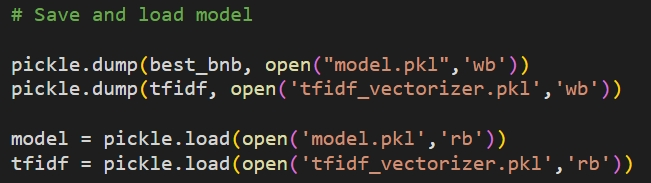 # Save and load model
pickle.dump(best_bnb, open("model.pkl",'wb'))
pickle.dump(tfidf, open('tfidf_vectorizer.pkl','wb'))
model = pickle.load(open('model.pkl','rb'))
tfidf = pickle.load(open('tfidf_vectorizer.pkl','rb'))